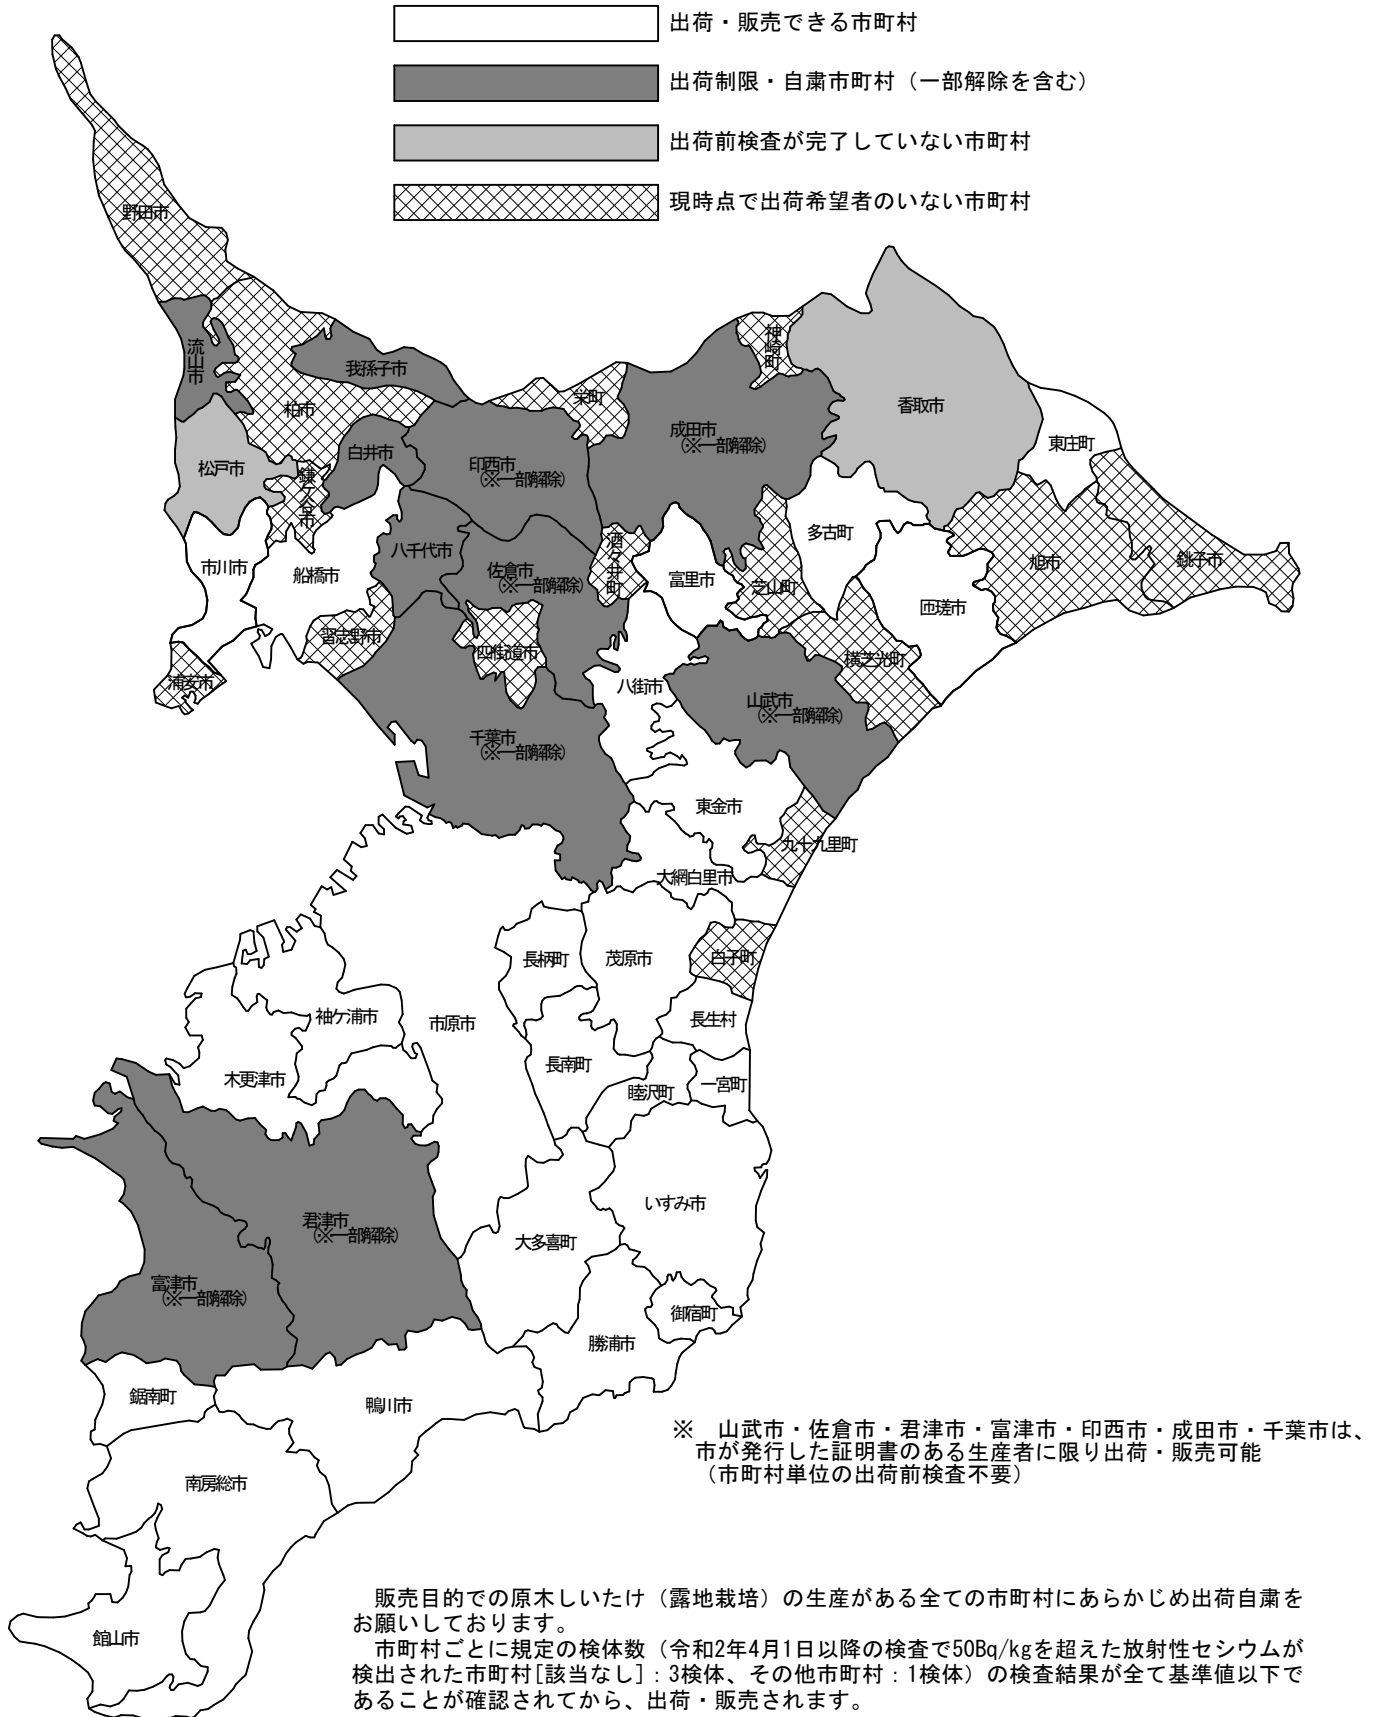 出荷・販売できる市町村
出荷制限・自粛市町村（一部解除を含む）
出荷前検査が完了していない市町村
現時点で出荷希望者のいない市町村
野田市
流山市
我孫子市
柏市
松戸市
鎌ケ谷市
白井市
印西市
（※一部解除）
栄町
成田市
（※一部解除）
神崎町
香取市
東庄町
銚子市
旭市
匝瑳市
多古町
芝山町
横芝光町
富里市
酒々井町
佐倉市
（※一部解除）
八千代市
船橋市
市川市
浦安市
習志野市
四街道市
八街市
山武市
（※一部解除）
千葉市
（※一部解除）
東金市
九十九里町
大網白里市
白子町
茂原市
長柄町
長生村
長南町
睦沢町
一宮町
市原市
袖ケ浦市
木更津市
君津市
（※一部解除）
富津市
（※一部解除）
いすみ市
大多喜町
御宿町
勝浦市
鋸南町
鴨川市
南房総市
館山市
※　山武市・佐倉市・君津市・富津市・印西市・成田市・千葉市は、
市が発行した証明書のある生産者に限り出荷・販売可能
（市町村単位の出荷前検査不要）
販売目的での原木しいたけ（露地栽培）の生産がある全ての市町村にあらかじめ出荷自粛を
お願いしております。
市町村ごとに規定の検体数（令和2年4月1日以降の検査で50Bq/kgを超えた放射性セシウムが
検出された市町村[該当なし]：3検体、その他市町村：1検体）の検査結果が全て基準値以下で
あることが確認されてから、出荷・販売されます。